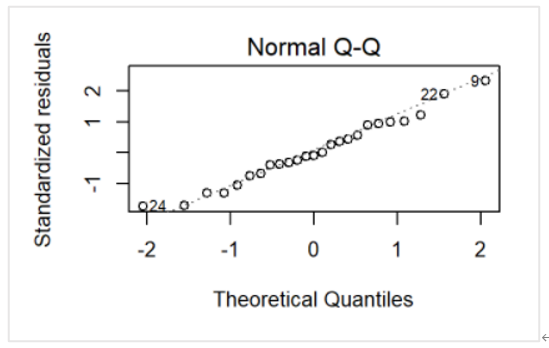 Normal Q-Q
Standardized residuals
2
1
-1
24
22
9
-2 -1 0 1 2
Theoretical Quantiles